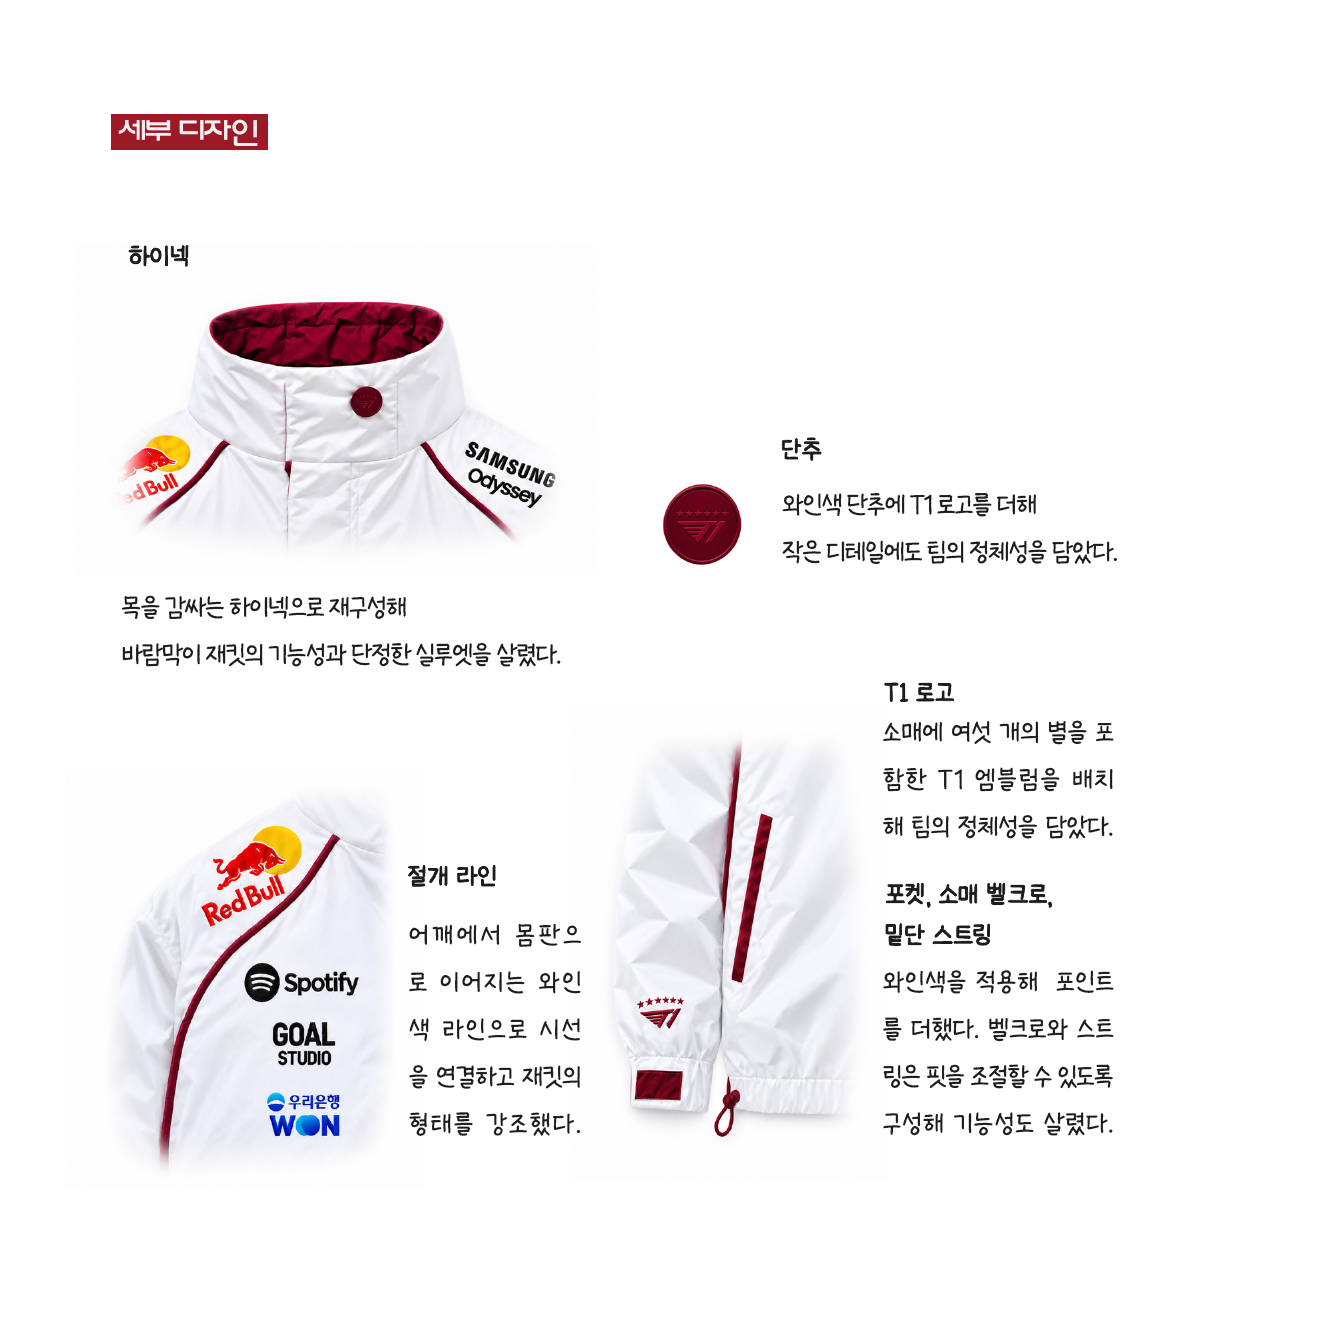 세부 디자인
하이넥
Red Bull
SAMSUNG
Odyssey
목을 감싸는 하이넥으로 재구성해
바람막이 재킷의 기능성과 단정한 실루엣을 살렸다.
단추
와인색 단추에 T1 로고를 더해
작은 디테일에도 팀의 정체성을 담았다.
Red Bull
Spotify
GOAL
STUDIO
우리은행
WON
절개 라인
어깨에서 몸판으
로 이어지는 와인
색 라인으로 시선
을 연결하고 재킷의
형태를 강조했다.
T1 로고
소매에 여섯 개의 별을 포
함한 T1 엠블럼을 배치
해 팀의 정체성을 담았다.
포켓, 소매 벨크로,
밑단 스트링
와인색을 적용해 포인트
를 더했다. 벨크로와 스트
링은 핏을 조절할 수 있도록
구성해 기능성도 살렸다.